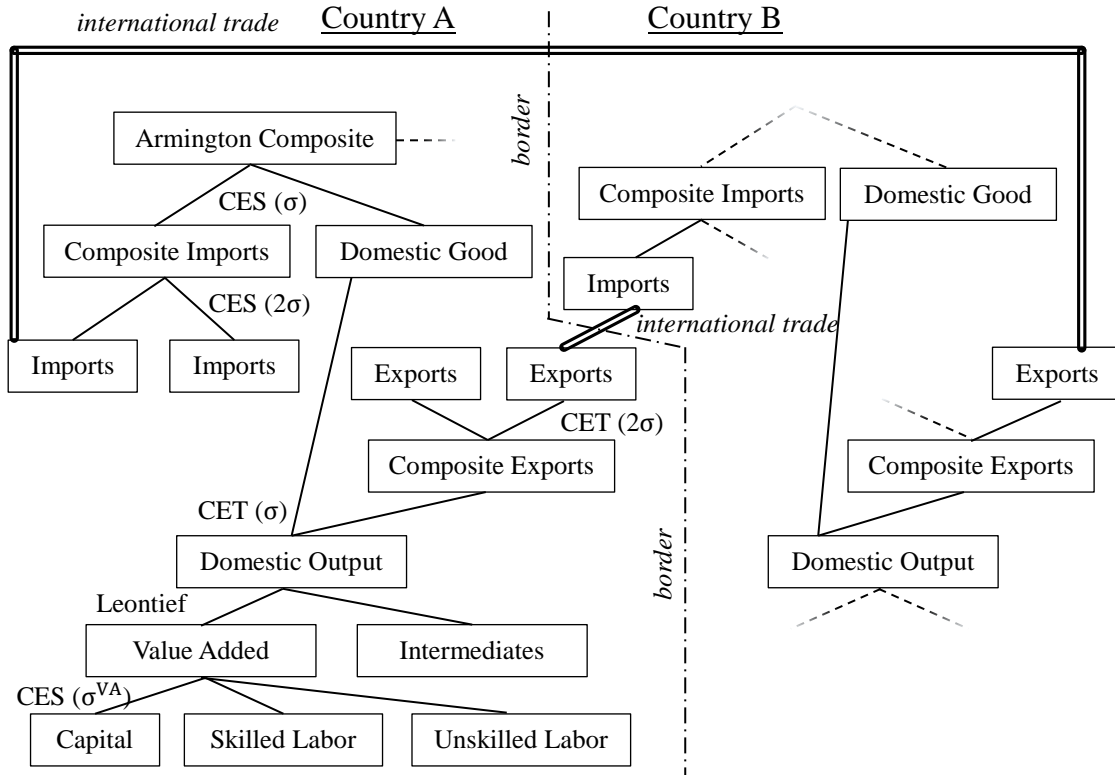 international trade
Country A
Country B
border
Armington Composite
CES (σ)
Composite Imports
Domestic Good
CES (2σ)
Imports
Imports
Exports
Exports
CET (2σ)
Composite Exports
CET (σ)
Domestic Output
Leontief
Value Added
Intermediates
CES (σ^VA)
Capital
Skilled Labor
Unskilled Labor
Composite Imports
Domestic Good
Imports
international trade
Exports
Composite Exports
border
Domestic Output